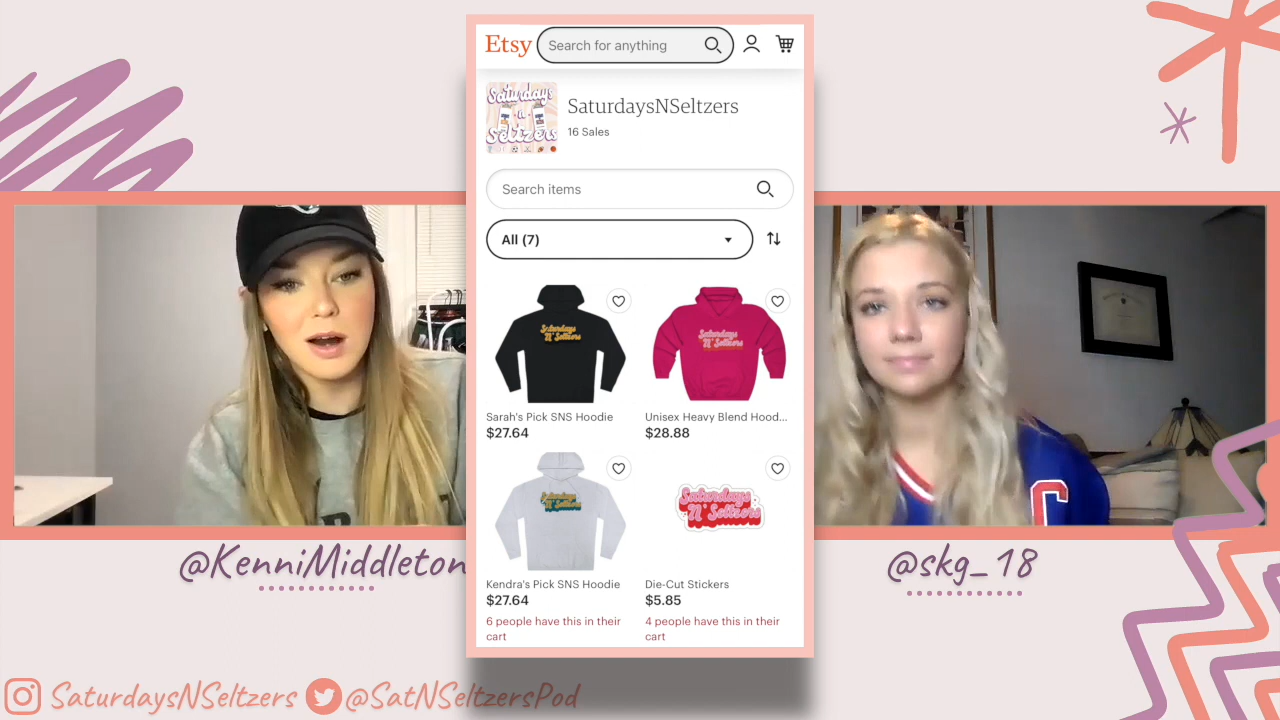 Etsy
Search for anything
Saturdays
n'
Seltzers
SaturdaysNSeltzers
16 Sales
Search items
All (7)
Saturdays
N' Seltzers
Saturdays
N' Seltzers
Sarah's Pick SNS Hoodie
$27.64
Unisex Heavy Blend Hood...
$28.88
Saturdays
N' Seltzers
Saturdays
N' Seltzers
Kendra's Pick SNS Hoodie
$27.64
6 people have this in their
cart
Die-Cut Stickers
$5.85
4 people have this in their
cart
C
@KenniMiddleton
@skg_18
SaturdaysNSeltzers
@SatNSeltzersPod